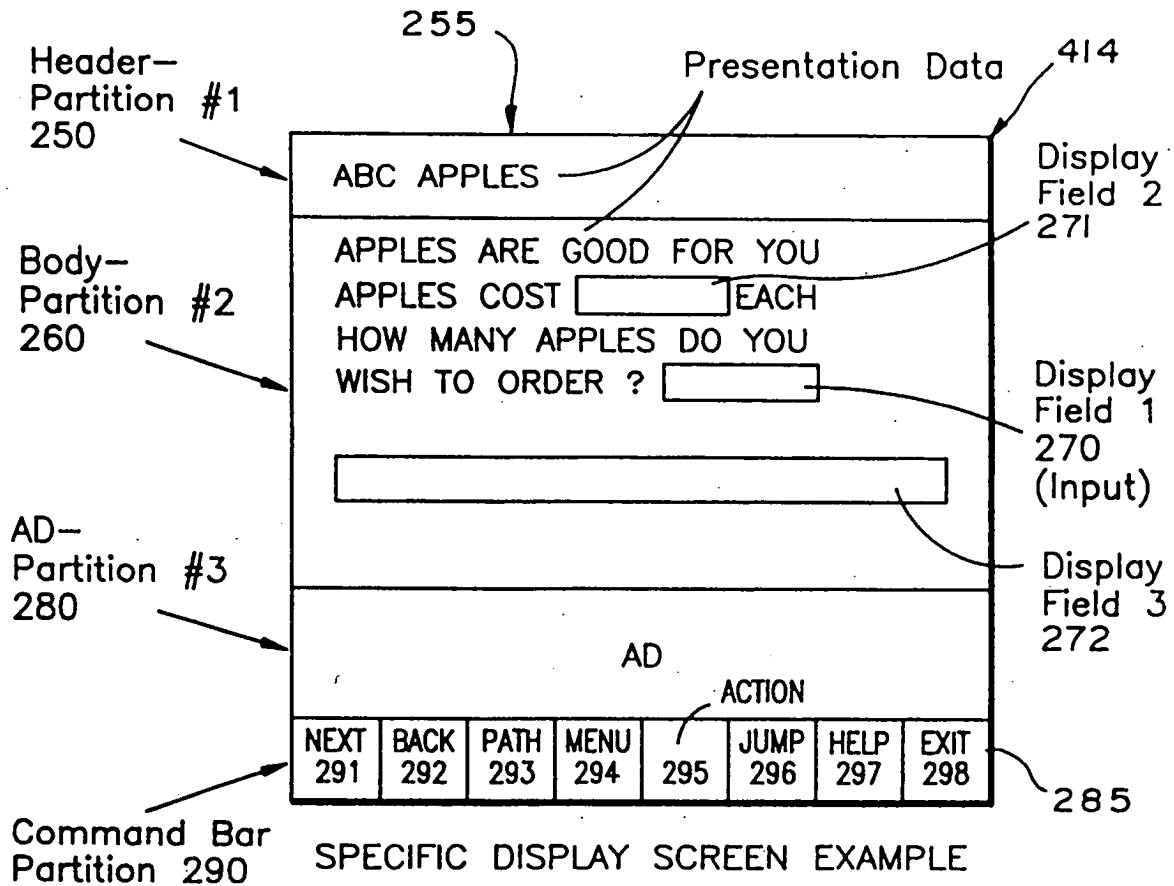 255
Header-
Partition #1
250
Presentation Data
414
ABC APPLES
Display
Field 2
271
Body-
Partition #2
260
APPLES ARE GOOD FOR YOU
APPLES COST EACH
HOW MANY APPLES DO YOU
WISH TO ORDER ?
Display
Field 1
270
(Input)
AD-
Partition #3
280
Display
Field 3
272
AD
ACTION
NEXT 291
BACK 292
PATH 293
MENU 294
295
JUMP 296
HELP 297
EXIT 298
285
Command Bar
Partition 290
SPECIFIC DISPLAY SCREEN EXAMPLE